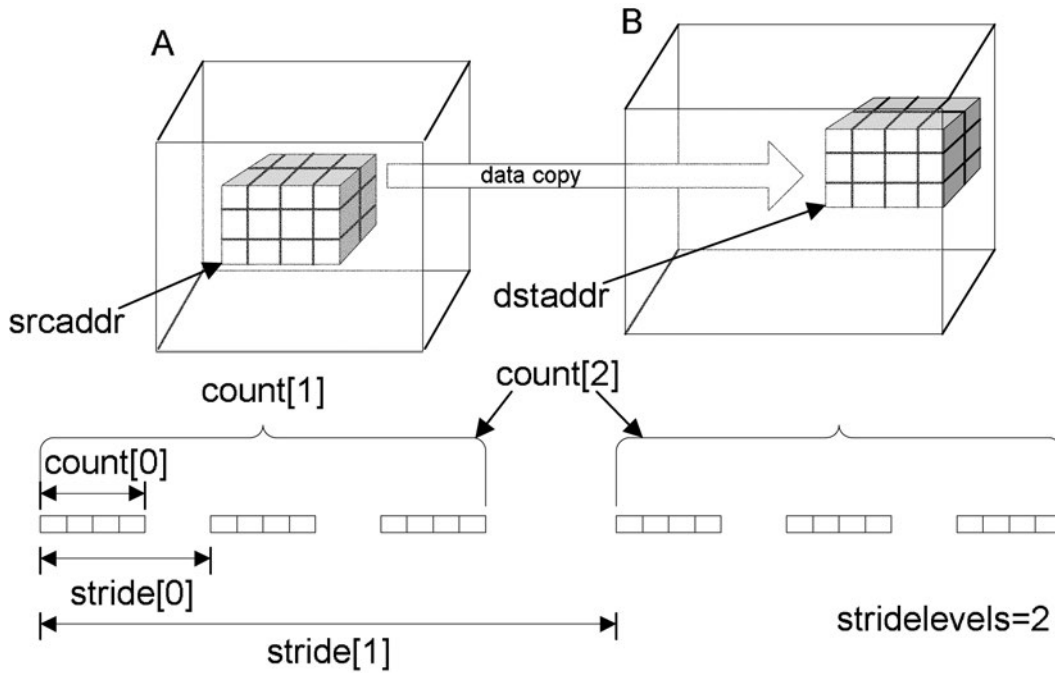 A
B
data copy
srcaddr
dstaddr
count[1]
count[2]
count[0]
stride[0]
stridelevels=2
stride[1]